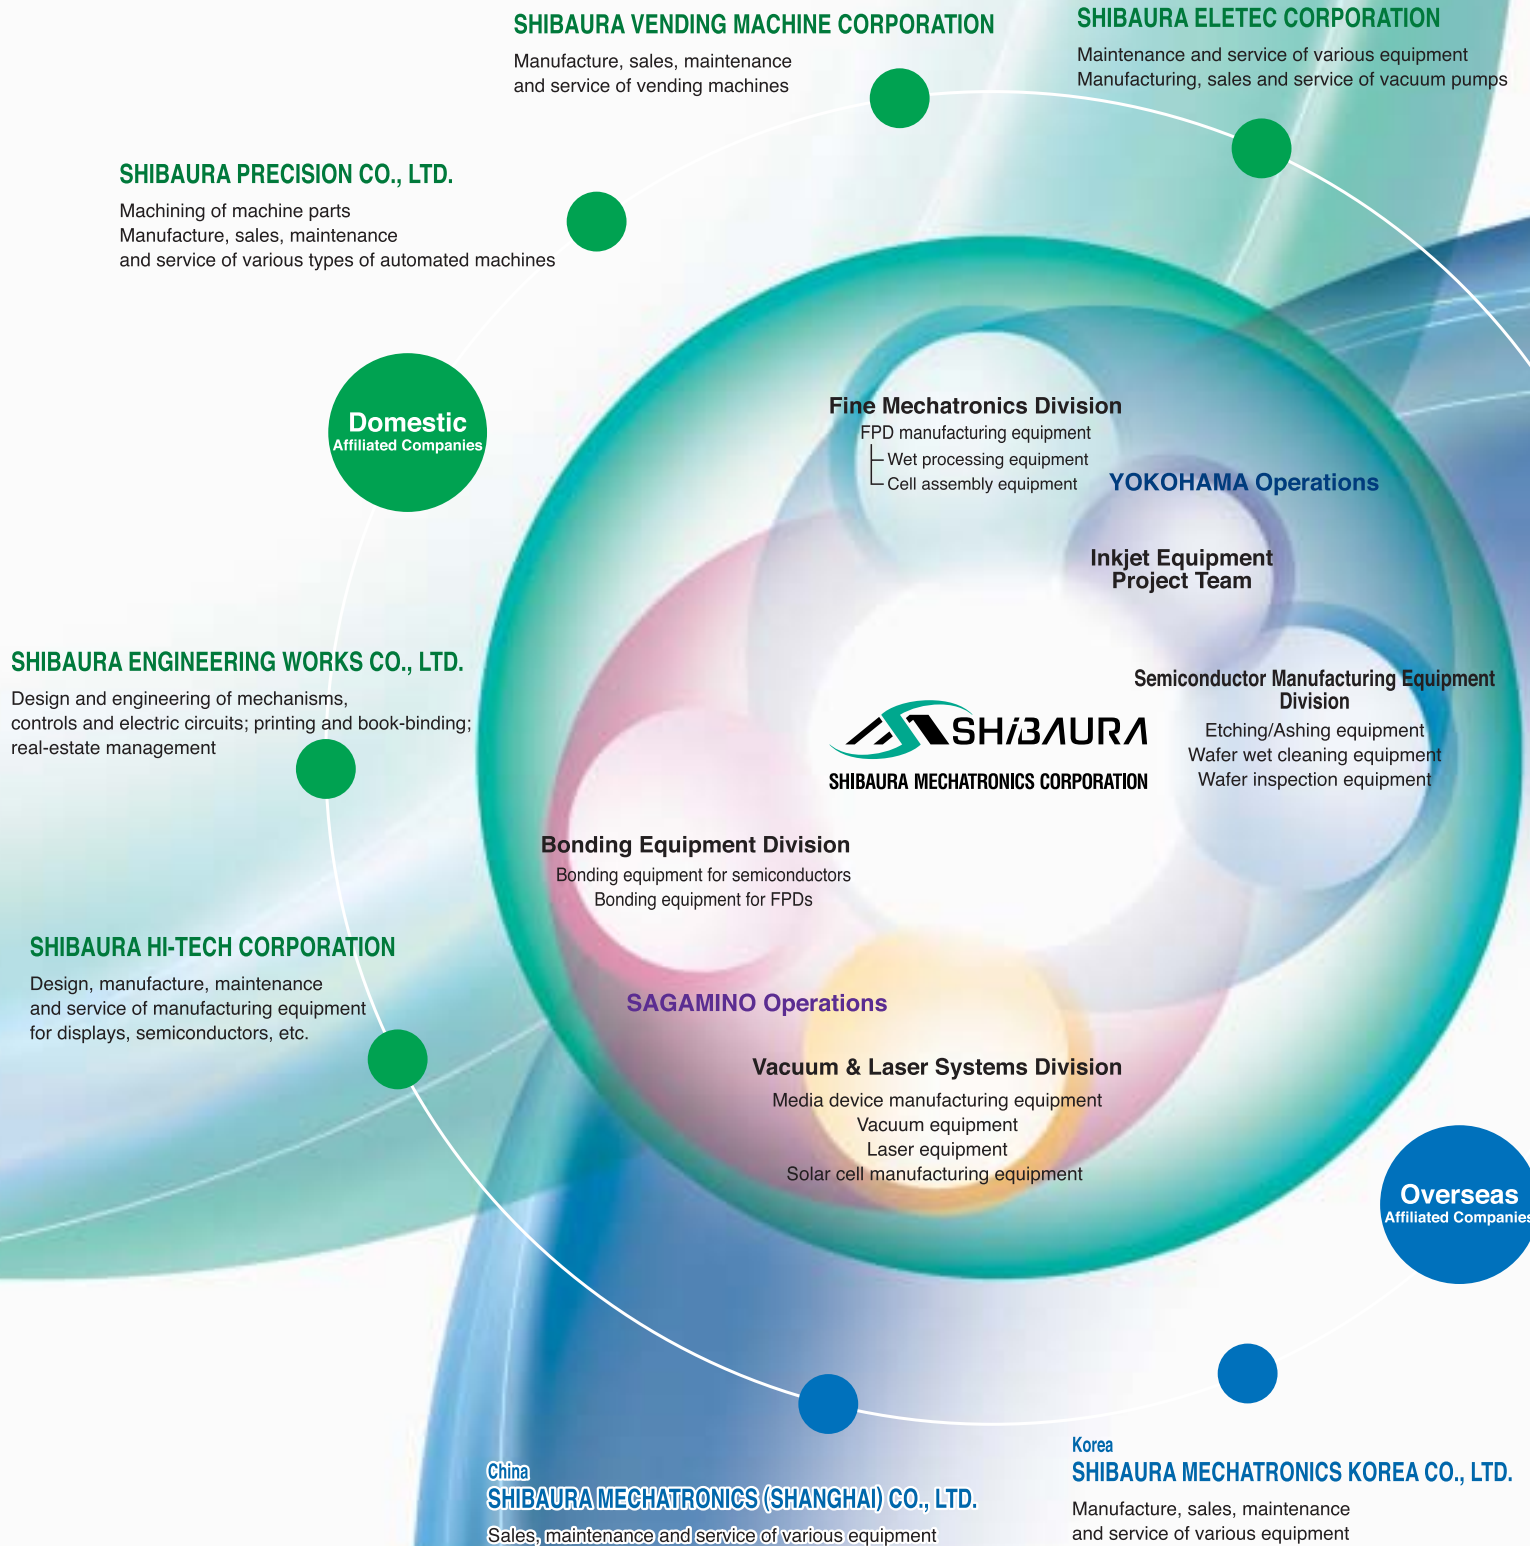 SHIBAURA VENDING MACHINE CORPORATION
Manufacture, sales, maintenance
and service of vending machines
SHIBAURA ELETEC CORPORATION
Maintenance and service of various equipment
Manufacturing, sales and service of vacuum pumps
SHIBAURA PRECISION CO., LTD.
Machining of machine parts
Manufacture, sales, maintenance
and service of various types of automated machines
Domestic
Affiliated Companies
Fine Mechatronics Division
FPD manufacturing equipment
Wet processing equipment
Cell assembly equipment
YOKOHAMA Operations
Inkjet Equipment
Project Team
SHIBAURA ENGINEERING WORKS CO., LTD.
Design and engineering of mechanisms,
controls and electric circuits; printing and book-binding;
real-estate management
Semiconductor Manufacturing Equipment
Division
Etching/Ashing equipment
Wafer wet cleaning equipment
Wafer inspection equipment
SHIBAURA
SHIBAURA MECHATRONICS CORPORATION
Bonding Equipment Division
Bonding equipment for semiconductors
Bonding equipment for FPDs
SHIBAURA HI-TECH CORPORATION
Design, manufacture, maintenance
and service of manufacturing equipment
for displays, semiconductors, etc.
SAGAMINO Operations
Vacuum & Laser Systems Division
Media device manufacturing equipment
Vacuum equipment
Laser equipment
Solar cell manufacturing equipment
Overseas
Affiliated Companies
China
SHIBAURA MECHATRONICS (SHANGHAI) CO., LTD.
Sales, maintenance and service of various equipment
Korea
SHIBAURA MECHATRONICS KOREA CO., LTD.
Manufacture, sales, maintenance
and service of various equipment